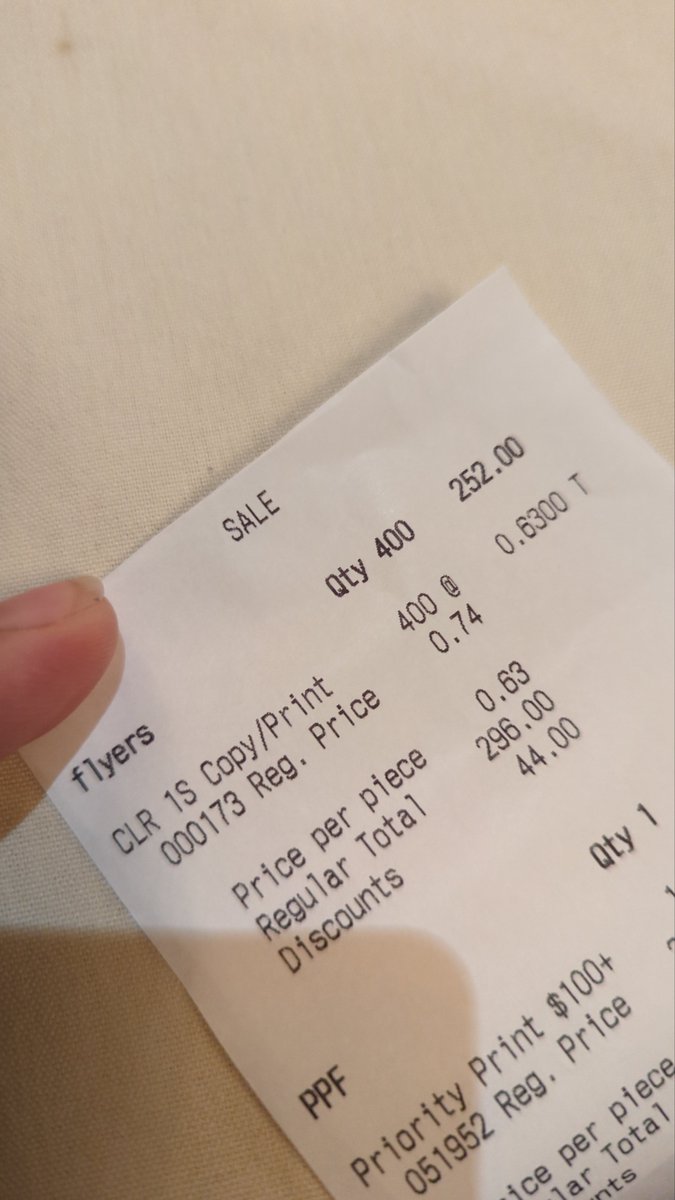 SALE
flyers Qty 400 252.00
CLR 1S Copy/Print 400 @ 0.6300 T
000173 Reg. Price 0.74
Price per piece 0.63
Regular Total 296.00
Discounts 44.00
PPF Qty 1
Priority Print $100+
051952 Reg. Price